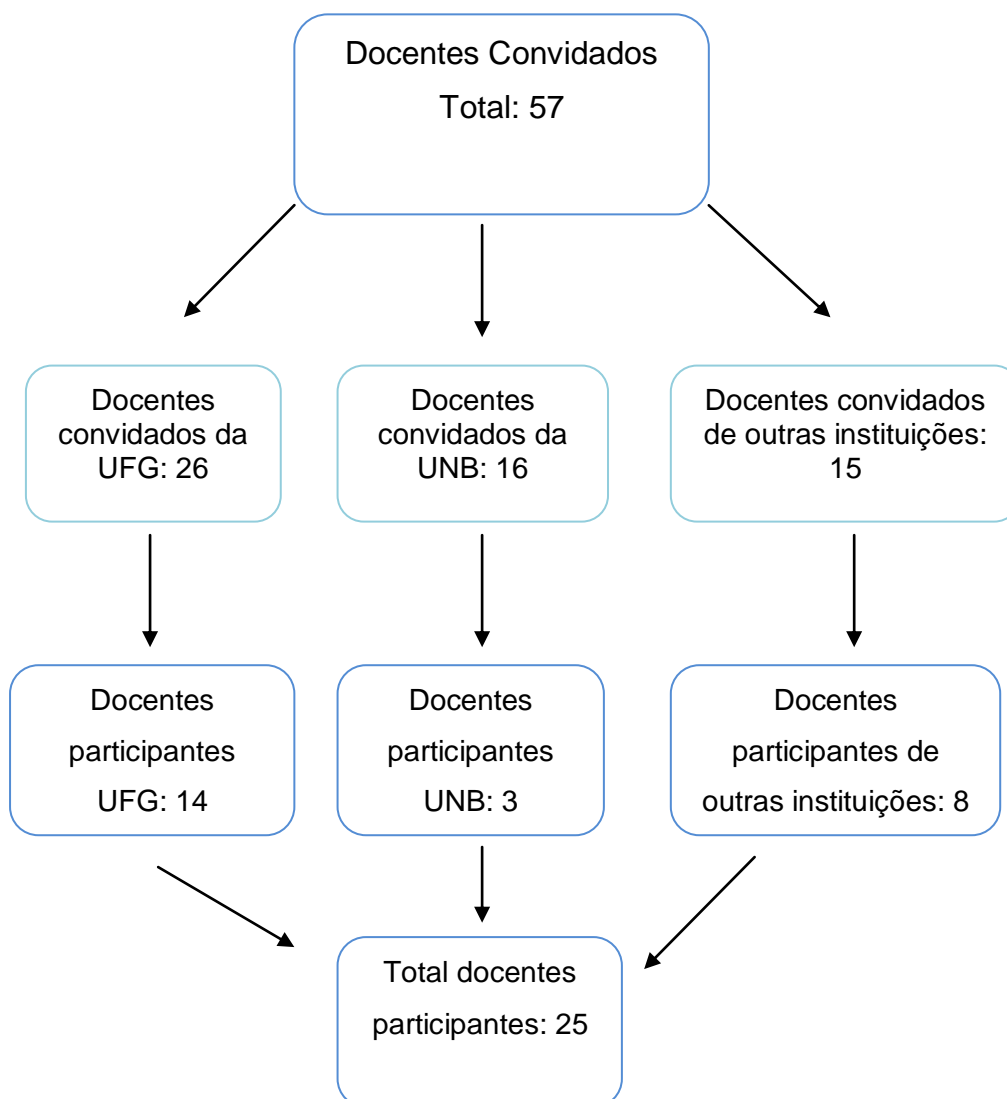 Docentes Convidados
Total: 57
Docentes
convidados da
UFG: 26
Docentes
convidados da
UNB: 16
Docentes convidados
de outras instituições:
15
Docentes
participantes
UFG: 14
Docentes
participantes
UNB: 3
Docentes
participantes de
outras instituições: 8
Total docentes
participantes: 25